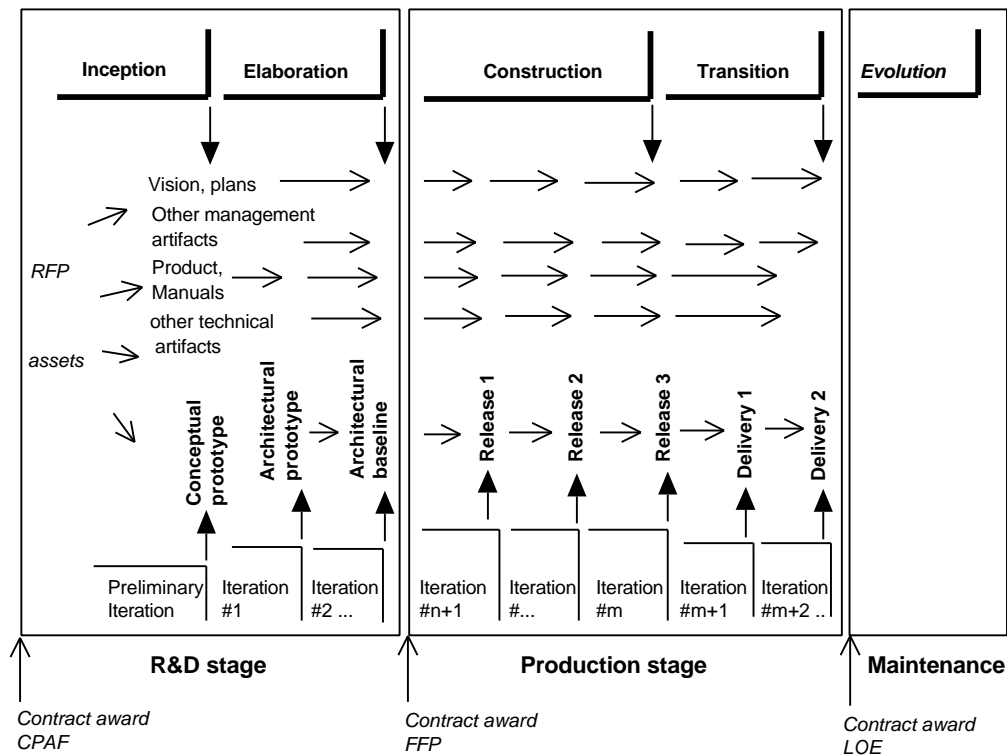 Inception
Elaboration
Construction
Transition
Evolution
Vision, plans
Other management
artifacts
RFP
Product,
Manuals
other technical
artifacts
assets
Conceptual
prototype
Architectural
prototype
Architectural
baseline
Release 1
Release 2
Release 3
Delivery 1
Delivery 2
Preliminary
Iteration
Iteration
#1
Iteration
#2 ...
Iteration
#n+1
Iteration
#...
Iteration
#m
Iteration
#m+1
Iteration
#m+2 ..
R&D stage
Production stage
Maintenance
Contract award
CPAF
Contract award
FFP
Contract award
LOE